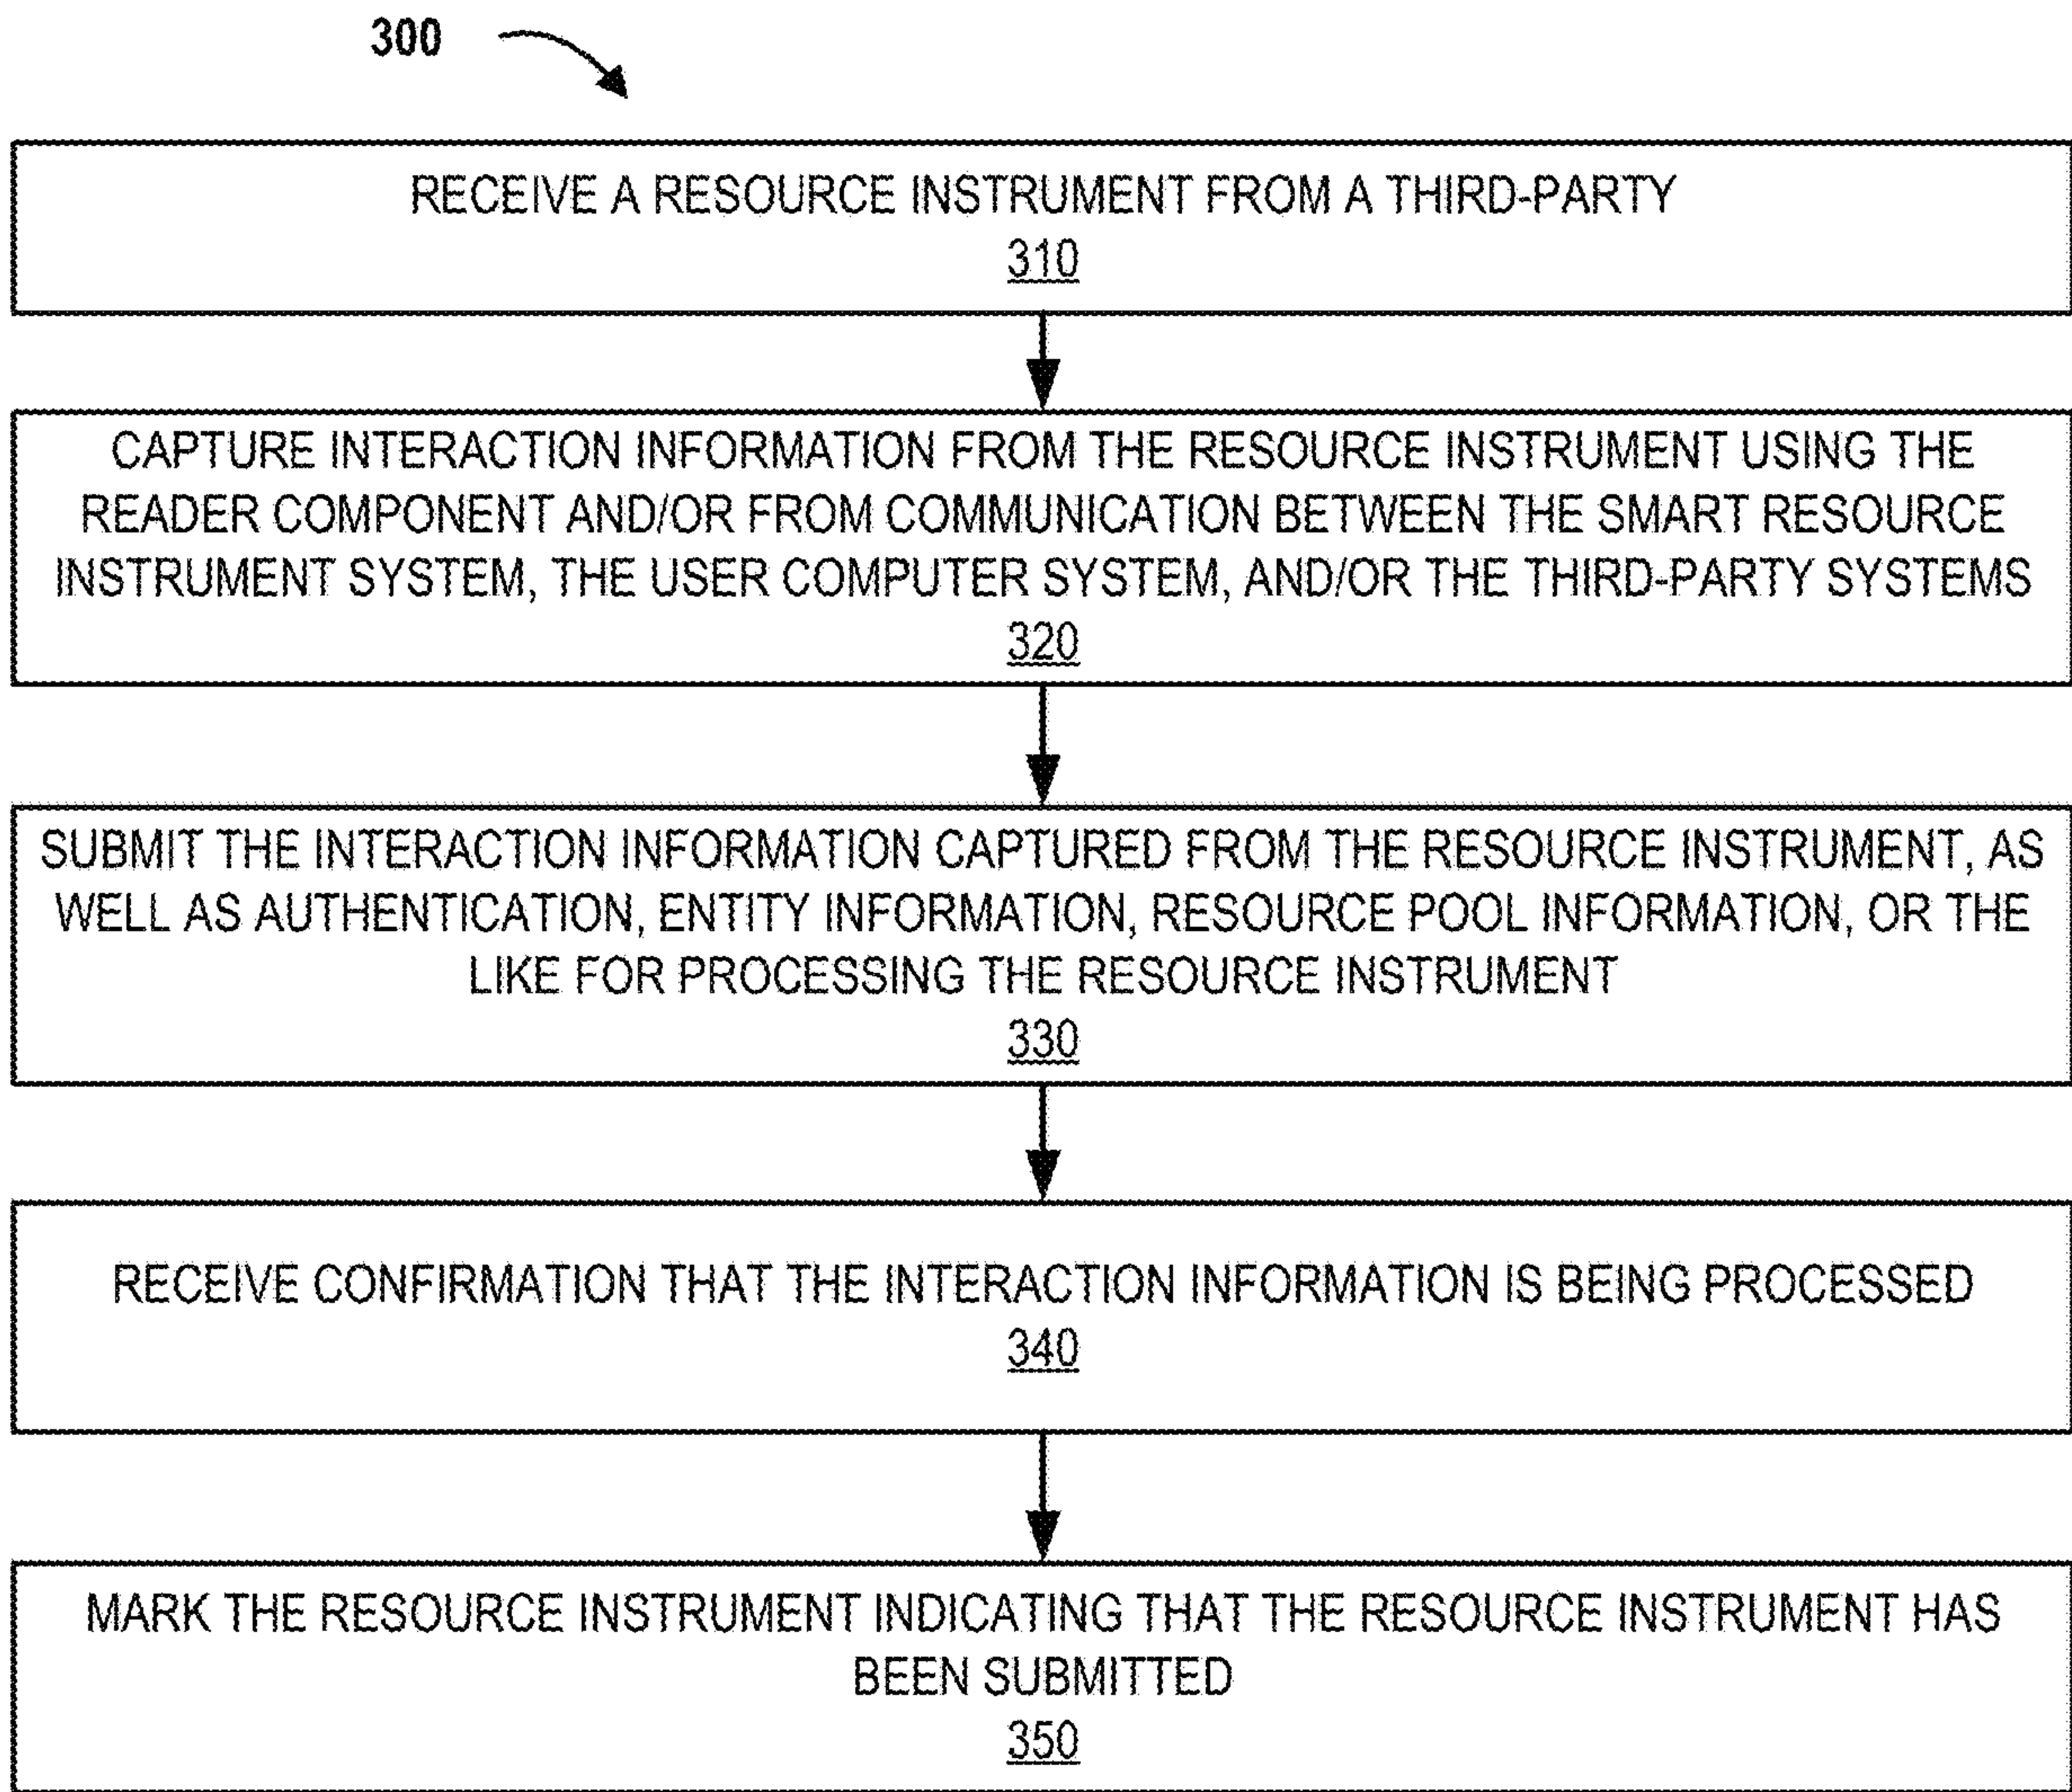 300
RECEIVE A RESOURCE INSTRUMENT FROM A THIRD-PARTY
310
CAPTURE INTERACTION INFORMATION FROM THE RESOURCE INSTRUMENT USING THE
READER COMPONENT AND/OR FROM COMMUNICATION BETWEEN THE SMART RESOURCE
INSTRUMENT SYSTEM, THE USER COMPUTER SYSTEM, AND/OR THE THIRD-PARTY SYSTEMS
320
SUBMIT THE INTERACTION INFORMATION CAPTURED FROM THE RESOURCE INSTRUMENT, AS
WELL AS AUTHENTICATION, ENTITY INFORMATION, RESOURCE POOL INFORMATION, OR THE
LIKE FOR PROCESSING THE RESOURCE INSTRUMENT
330
RECEIVE CONFIRMATION THAT THE INTERACTION INFORMATION IS BEING PROCESSED
340
MARK THE RESOURCE INSTRUMENT INDICATING THAT THE RESOURCE INSTRUMENT HAS
BEEN SUBMITTED
350